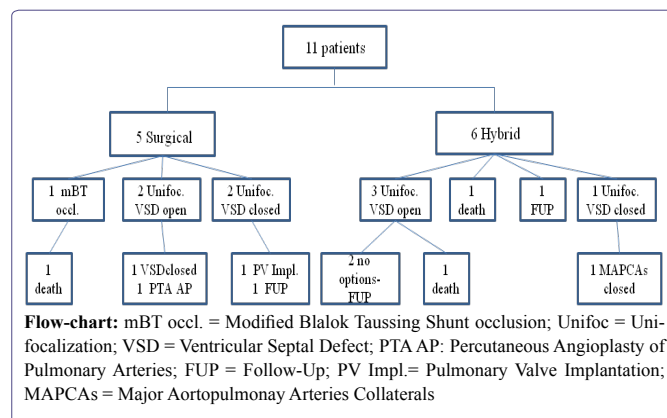 11 patients
5 Surgical
6 Hybrid
1 mBT
occl.
2 Unifoc.
VSD open
2 Unifoc.
VSD closed
3 Unifoc.
VSD open
1
death
1
FUP
1 Unifoc.
VSD closed
1
death
1 VSDclosed
1 PTA AP
1 PV Impl.
1 FUP
2 no
options-
FUP
1
death
1 MAPCAs
closed
Flow-chart: mBT occl. = Modified Blalok Taussing Shunt occlusion; Unifoc = Uni-
focalization; VSD = Ventricular Septal Defect; PTA AP: Percutaneous Angioplasty of
Pulmonary Arteries; FUP = Follow-Up; PV Impl.= Pulmonary Valve Implantation;
MAPCAs = Major Aortopulmonay Arteries Collaterals